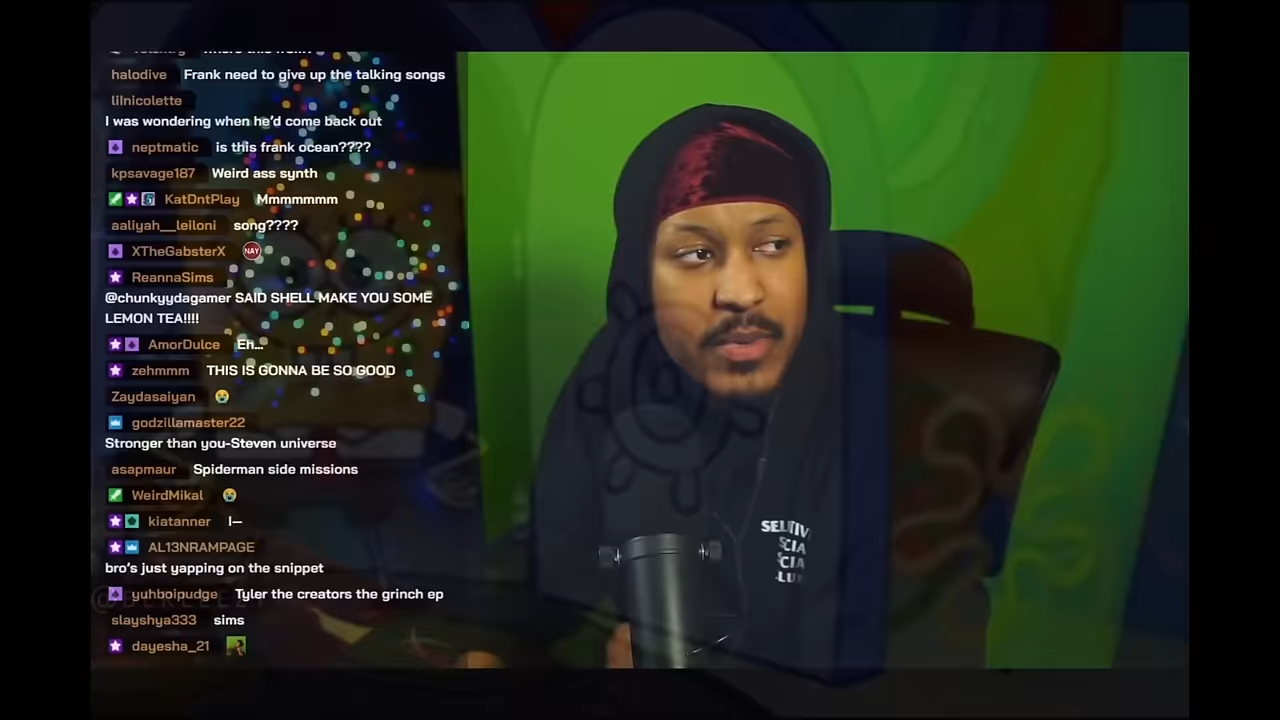 halodive Frank need to give up the talking songs
liInicolette
I was wondering when he'd come back out
neptmatic is this frank ocean????
kpsavage187 Weird ass synth
KatDntPlay Mmmmmmm
aaliyah__leiloni song????
XTheGabsterX NAY
ReannaSims
@chunkyydagamer SAID SHELL MAKE YOU SOME
LEMON TEA!!!!
AmorDulce Eh...
zehmmm THIS IS GONNA BE SO GOOD
Zaydasaiyan
godzillamaster22
Stronger than you-Steven universe
asapmaur Spiderman side missions
WeirdMikal
kiatanner I—
AL13NRAMPAGE
bro's just yapping on the snippet
yuhboipudge Tyler the creators the grinch ep
slayshya333 sims
dayesha_21